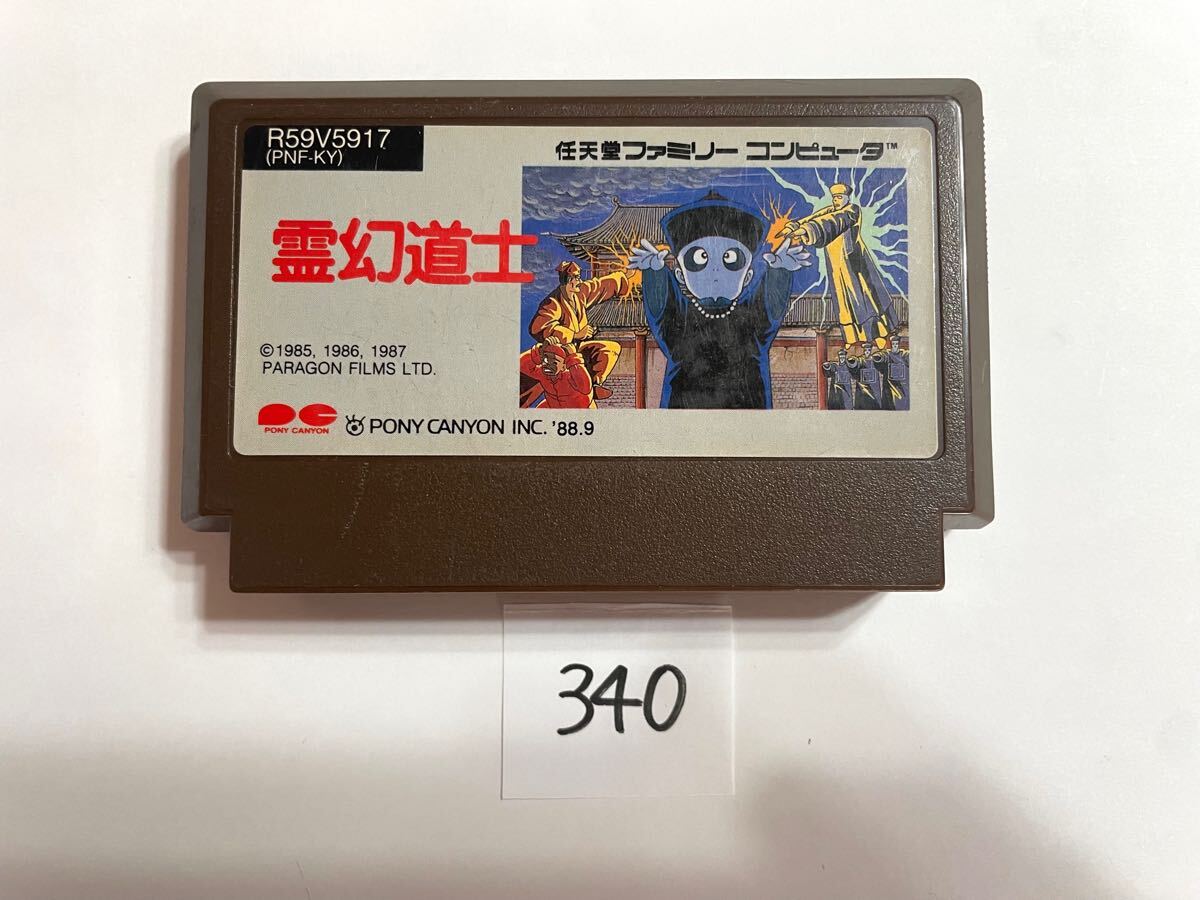 R59V5917
(PNF-KY)
任天堂ファミリー コンピュータ™
霊幻道士
©1985, 1986, 1987
PARAGON FILMS LTD.
PC
PONY CANYON
PONY CANYON INC. '88.9
340